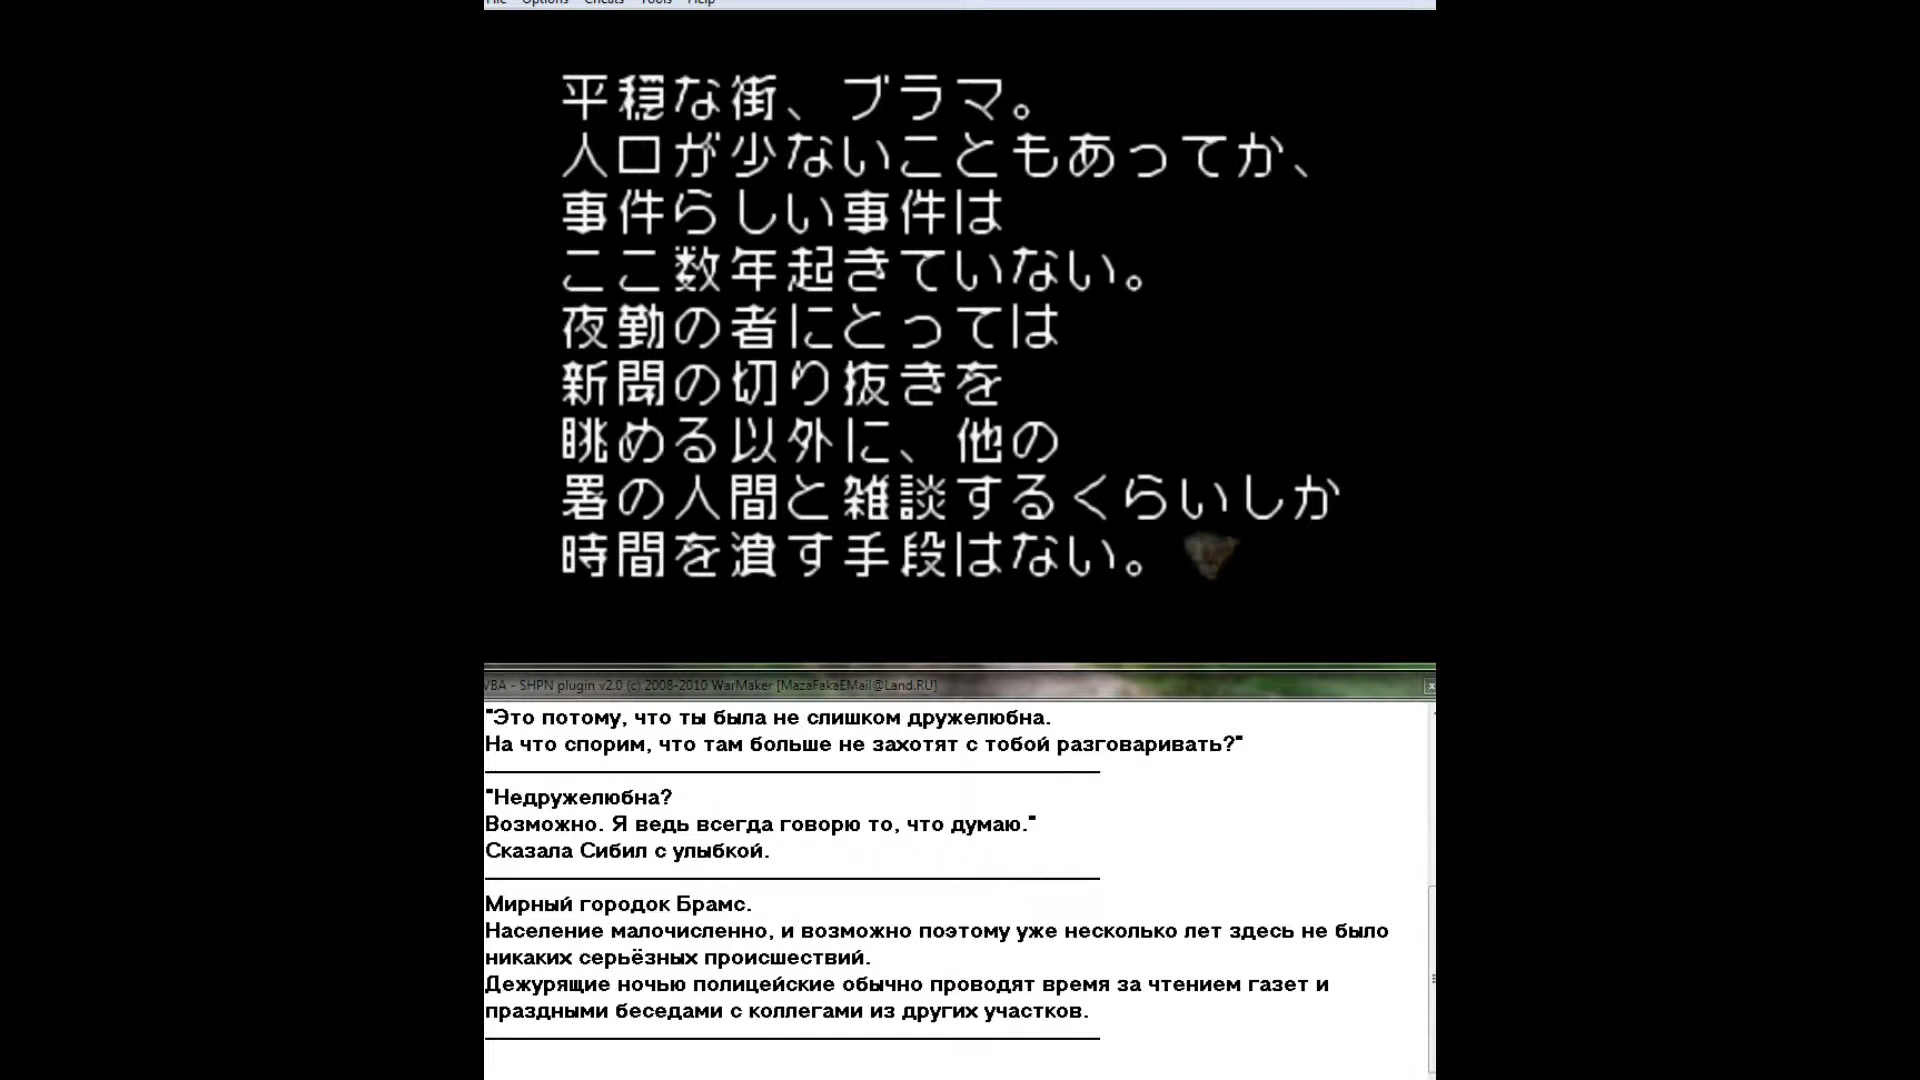 File Options Cheats Tools Help
平穏な街、ブラマ。
人口が少ないこともあってか、
事件らしい事件は
ここ数年起きていない。
夜勤の者にとっては
新聞の切り抜きを
眺める以外に、他の
署の人間と雑談するくらいしか
時間を潰す手段はない。
VBA - SHPN plugin v2.0 (c) 2008-2010 WarMaker [MazaFakaEMail@Land.RU]
"Это потому, что ты была не слишком дружелюбна.
На что спорим, что там больше не захотят с тобой разговаривать?"
"Недружелюбна?
Возможно. Я ведь всегда говорю то, что думаю."
Сказала Сибил с улыбкой.
Мирный городок Брамс.
Население малочисленно, и возможно поэтому уже несколько лет здесь не было
никаких серьёзных происшествий.
Дежурящие ночью полицейские обычно проводят время за чтением газет и
праздными беседами с коллегами из других участков.